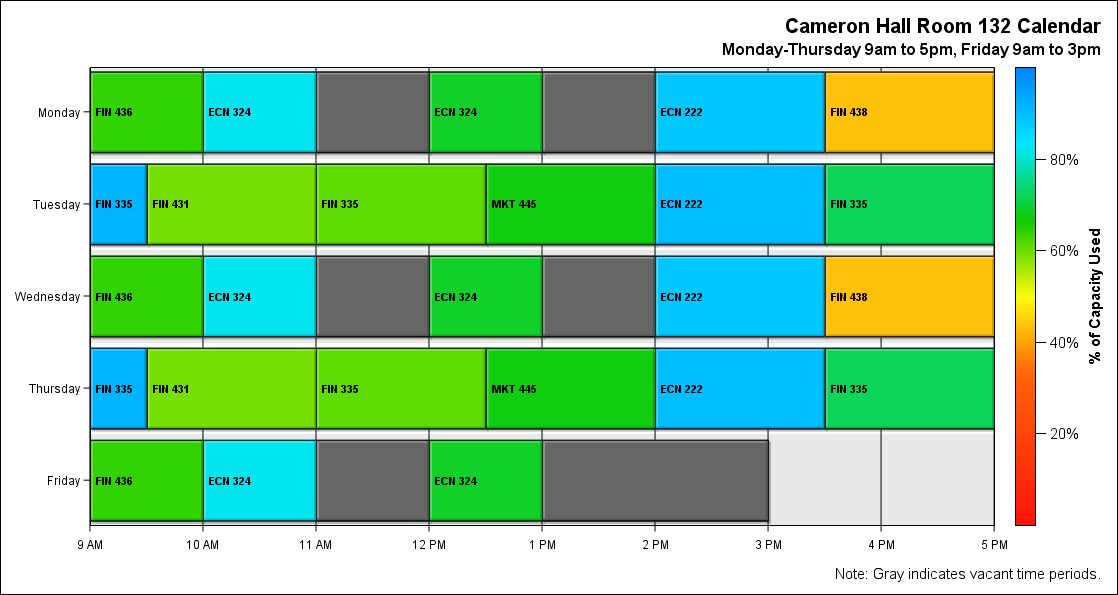 Cameron Hall Room 132 Calendar
Monday-Thursday 9am to 5pm, Friday 9am to 3pm
Monday FIN 436 ECN 324 ECN 324 ECN 222 FIN 438
Tuesday FIN 335 FIN 431 FIN 335 MKT 445 ECN 222 FIN 335
Wednesday FIN 436 ECN 324 ECN 324 ECN 222 FIN 438
Thursday FIN 335 FIN 431 FIN 335 MKT 445 ECN 222 FIN 335
Friday FIN 436 ECN 324 ECN 324
9 AM 10 AM 11 AM 12 PM 1 PM 2 PM 3 PM 4 PM 5 PM
80%
60%
40%
20%
% of Capacity Used
Note: Gray indicates vacant time periods.